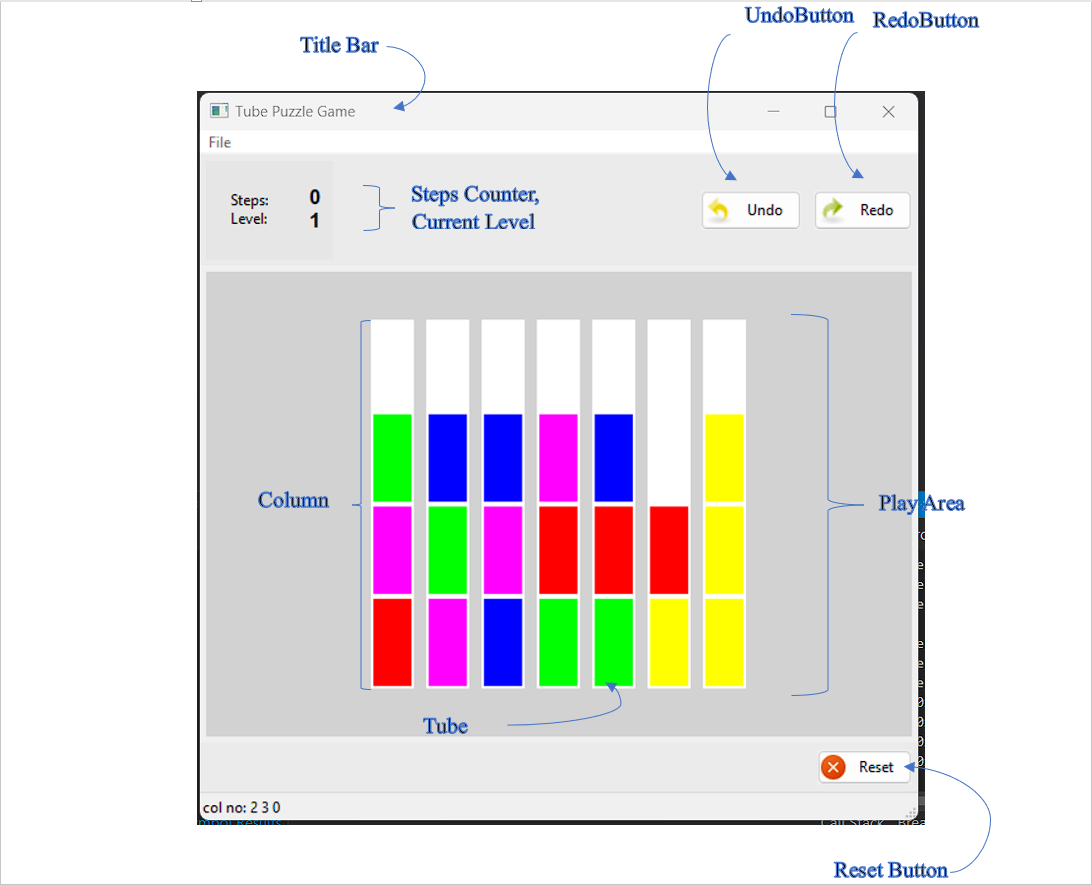 UndoButton
RedoButton
Title Bar
Tube Puzzle Game
File
Steps: 0
Level: 1
Steps Counter,
Current Level
Undo
Redo
Column
Play Area
Tube
Reset
col no: 2 3 0
Reset Button